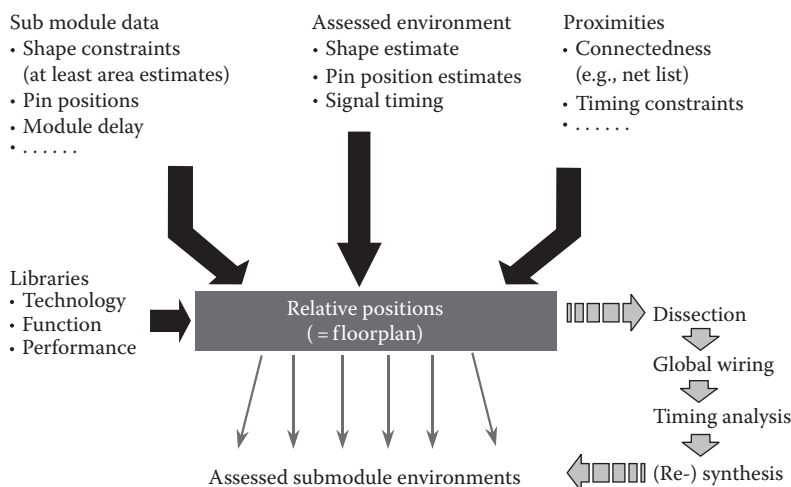 Sub module data
• Shape constraints
(at least area estimates)
• Pin positions
• Module delay
• . . . . . .
Assessed environment
• Shape estimate
• Pin position estimates
• Signal timing
Proximities
• Connectedness
(e.g., net list)
• Timing constraints
• . . . . . .
Libraries
• Technology
• Function
• Performance
Relative positions
( = floorplan)
Dissection
Global wiring
Timing analysis
(Re-) synthesis
Assessed submodule environments